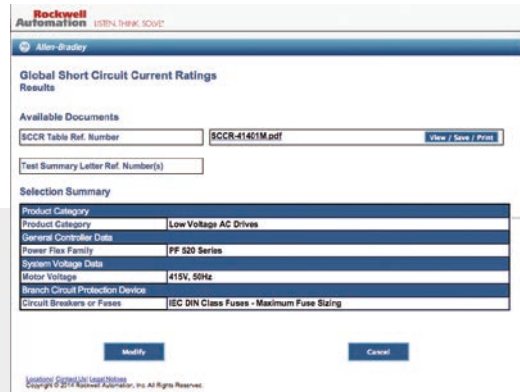 Rockwell
Automation LISTEN. THINK. SOLVE.®
AB Allen-Bradley
Global Short Circuit Current Ratings
Results
Available Documents
SCCR Table Ref. Number SCCR-41401M.pdf View / Save / Print
Test Summary Letter Ref. Number(s)
Selection Summary
Product Category
Product Category Low Voltage AC Drives
General Controller Data
Power Flex Family PF 520 Series
System Voltage Data
Motor Voltage 415V, 50Hz
Branch Circuit Protection Device
Circuit Breakers or Fuses IEC DIN Class Fuses - Maximum Fuse Sizing
Modify Cancel
Locations| Contact Us| Legal Notices
Copyright © 2014 Rockwell Automation, Inc. All Rights Reserved.